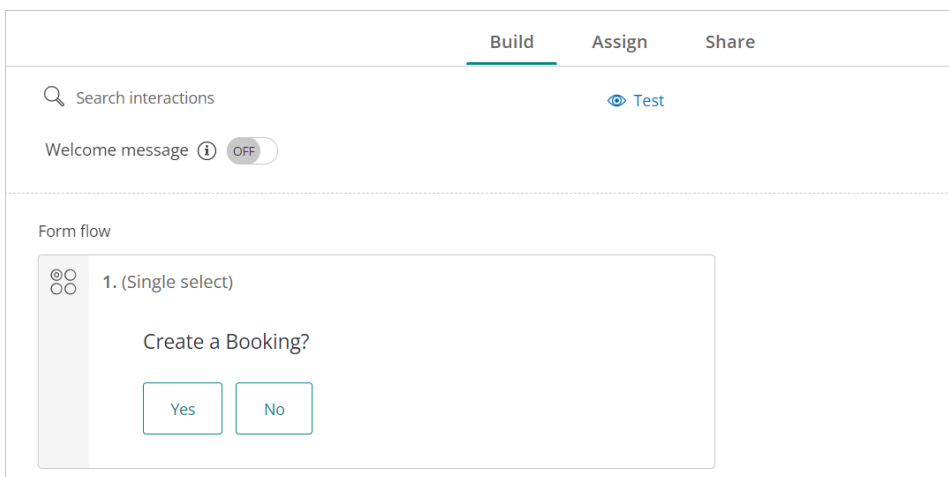 Build Assign Share
Search interactions Test
Welcome message i OFF
Form flow
1. (Single select)
Create a Booking?
Yes No